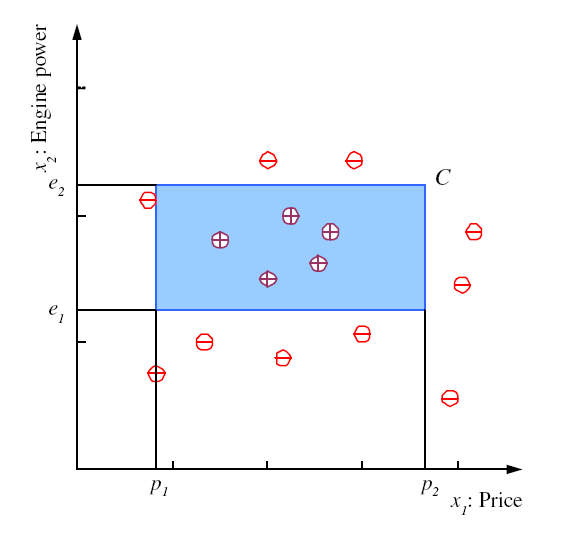 x₂: Engine power
e₂
C
e₁
p₁
p₂
x₁: Price